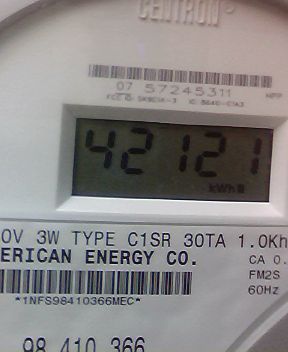 CENTRON
07 57245311
42121
kWh
0V 3W TYPE C1SR 30TA 1.0Kh
ERICAN ENERGY CO. CA 0.
FM2S
60Hz
*1NFS98410366MEC*
98 410 366